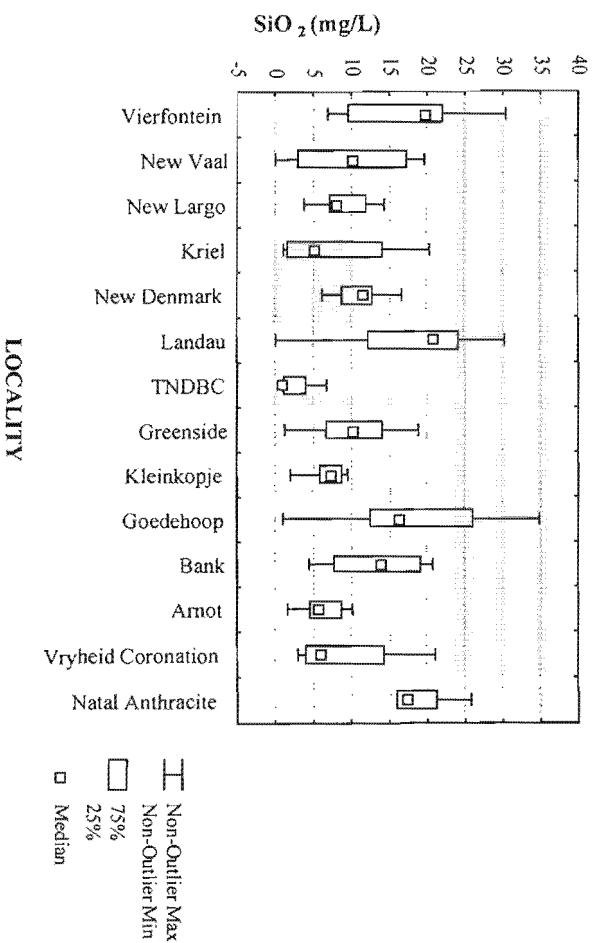 SiO2 (mg/L)
-5
0
5
10
15
20
25
30
35
40
Vierfontein
New Vaal
New Largo
Kriel
New Denmark
Landau
TNDBC
Greenside
Kleinkopje
Goedehoop
Bank
Arnot
Vryheid Coronation
Natal Anthracite
LOCALITY
Non-Outlier Max
Non-Outlier Min
75%
25%
Median